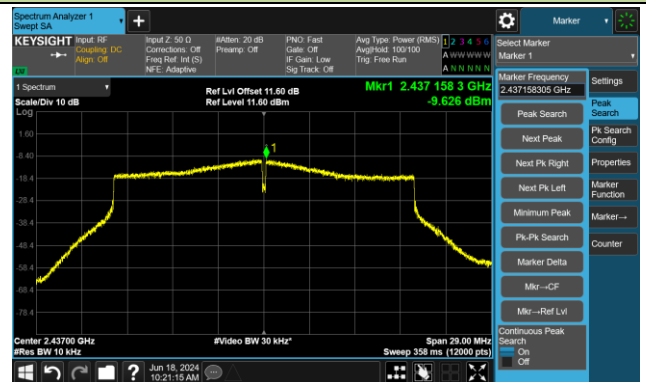 Spectrum Analyzer 1
Swept SA
Marker
KEYSIGHT
Input: RF
Coupling: DC
Align: Off
Input Z: 50 Ω
Corrections: Off
Freq Ref: Int (S)
NFE: Adaptive
#Atten: 20 dB
Preamp: Off
PNO: Fast
Gate: Off
IF Gain: Low
Sig Track: Off
Avg Type: Power (RMS)
Avg|Hold: 100/100
Trig: Free Run
1 2 3 4 5 6
A W W W W W
A N N N N N
LV
Select Marker
Marker 1
1 Spectrum
Scale/Div 10 dB
Log
Ref Lvl Offset 11.60 dB
Ref Level 11.60 dBm
Mkr1 2.437 158 3 GHz
-9.626 dBm
1.60
-8.40
-18.4
-28.4
-38.4
-48.4
-58.4
-68.4
-78.4
1
Center 2.43700 GHz
#Res BW 10 kHz
#Video BW 30 kHz*
Span 29.00 MHz
Sweep 358 ms (12000 pts)
Marker Frequency
2.437158305 GHz
Peak Search
Next Peak
Next Pk Right
Next Pk Left
Minimum Peak
Pk-Pk Search
Marker Delta
Mkr→CF
Mkr→Ref Lvl
Continuous Peak
Search
On
Off
Settings
Peak
Search
Pk Search
Config
Properties
Marker
Function
Marker→
Counter
?
Jun 18, 2024
10:21:15 AM